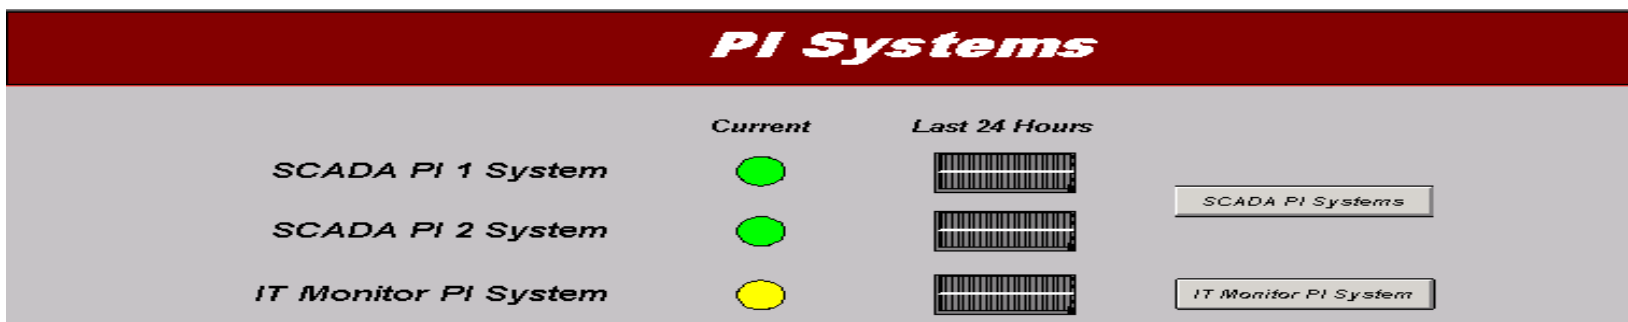 PI Systems
Current Last 24 Hours
SCADA PI 1 System
SCADA PI Systems
SCADA PI 2 System
IT Monitor PI System IT Monitor PI System